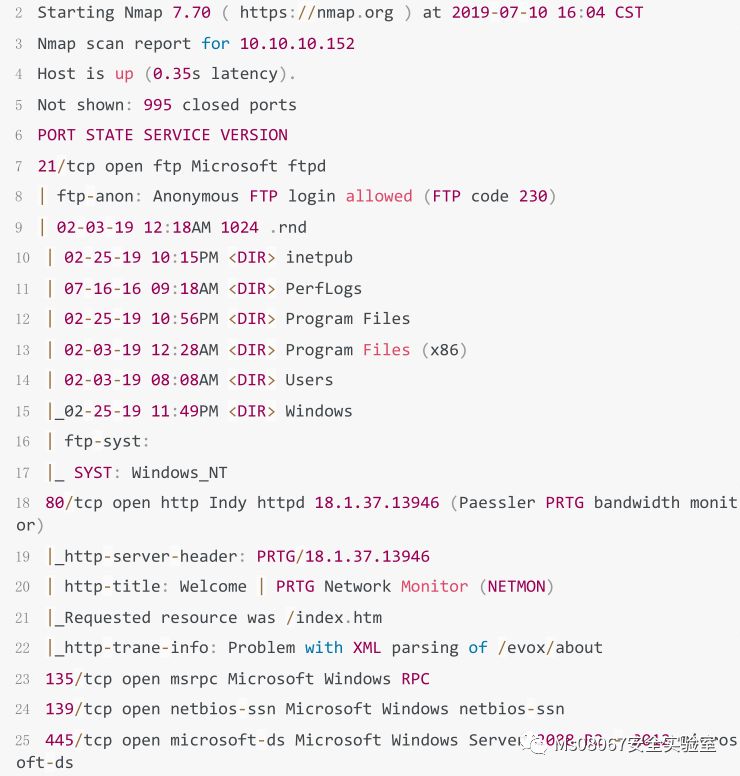 2 Starting Nmap 7.70 ( https://nmap.org ) at 2019-07-10 16:04 CST
3 Nmap scan report for 10.10.10.152
4 Host is up (0.35s latency).
5 Not shown: 995 closed ports
6 PORT STATE SERVICE VERSION
7 21/tcp open ftp Microsoft ftpd
8 | ftp-anon: Anonymous FTP login allowed (FTP code 230)
9 | 02-03-19 12:18AM 1024 .rnd
10 | 02-25-19 10:15PM <DIR> inetpub
11 | 07-16-16 09:18AM <DIR> PerfLogs
12 | 02-25-19 10:56PM <DIR> Program Files
13 | 02-03-19 12:28AM <DIR> Program Files (x86)
14 | 02-03-19 08:08AM <DIR> Users
15 |_02-25-19 11:49PM <DIR> Windows
16 | ftp-syst:
17 |_ SYST: Windows_NT
18 80/tcp open http Indy httpd 18.1.37.13946 (Paessler PRTG bandwidth monit
or)
19 |_http-server-header: PRTG/18.1.37.13946
20 | http-title: Welcome | PRTG Network Monitor (NETMON)
21 |_Requested resource was /index.htm
22 |_http-trane-info: Problem with XML parsing of /evox/about
23 135/tcp open msrpc Microsoft Windows RPC
24 139/tcp open netbios-ssn Microsoft Windows netbios-ssn
25 445/tcp open microsoft-ds Microsoft Windows Server
oft-ds
Ms08067安全实验室